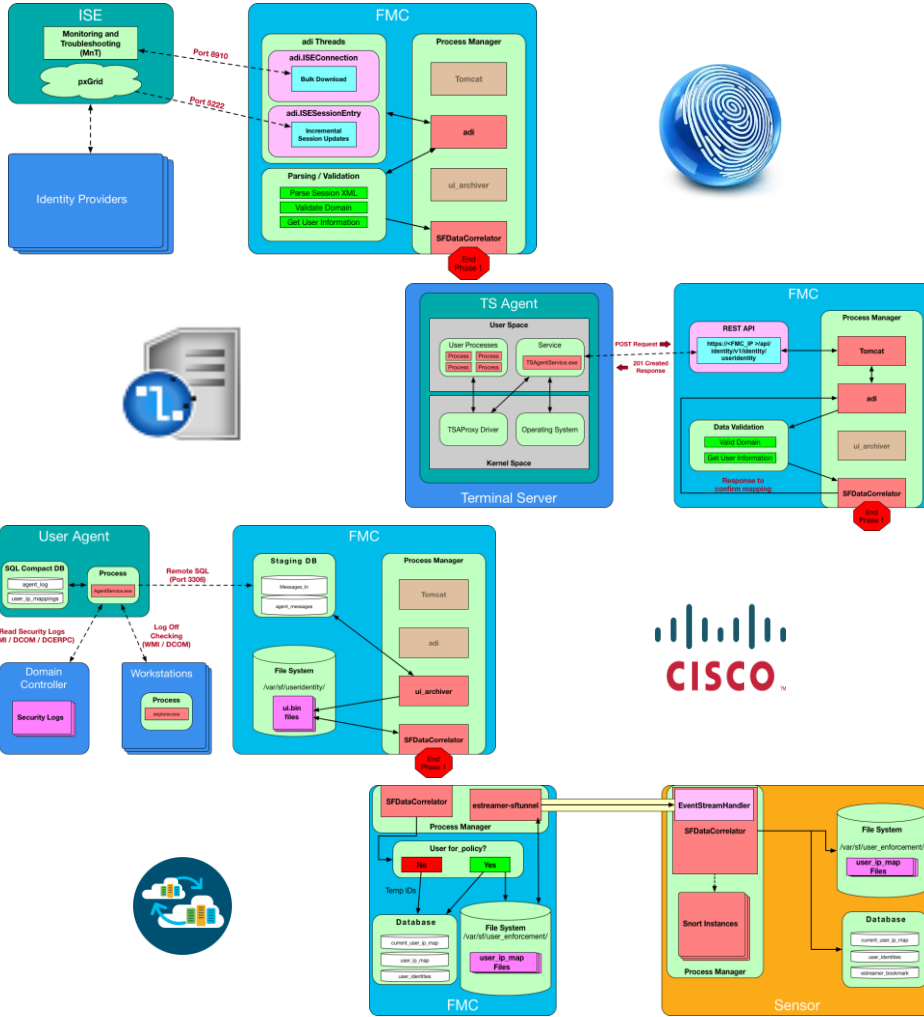 ISE
Monitoring and
Troubleshooting
(MnT)
pxGrid
Identity Providers
Port 8910
Port 5222
FMC
adi Threads
adi.ISEConnection
Bulk Download
adi.ISESessionEntry
Incremental
Session Updates
Parsing / Validation
Parse Session XML
Validate Domain
Get User Information
Process Manager
Tomcat
adi
ui_archiver
SFDataCorrelator
End
Phase 1
TS Agent
User Space
User Processes
Process
Process
Process
Process
Service
TSAgentService.exe
TSAProxy Driver
Operating System
Kernel Space
Terminal Server
POST Request
201 Created
Response
FMC
REST API
https://<FMC_IP >/api/
identity/v1/identity/
useridentity
Data Validation
Valid Domain
Get User Information
Response to
confirm mapping
Process Manager
Tomcat
adi
ui_archiver
SFDataCorrelator
End
Phase 1
User Agent
SQL Compact DB
agent_log
user_ip_mappings
Process
AgentService.exe
Remote SQL
(Port 3306)
Read Security Logs
MI / DCOM / DCERPC)
Log Off
Checking
(WMI / DCOM)
Domain
Controller
Security Logs
Workstations
Process
explorer.exe
FMC
Staging DB
Messages_in
agent_messages
File System
/var/sf/useridentity/
ui.bin
files
Process Manager
Tomcat
adi
ui_archiver
SFDataCorrelator
End
Phase 1
CISCO
TM
SFDataCorrelator
estreamer-sftunnel
Process Manager
User for_policy?
No
Yes
Temp IDs
Database
current_user_ip_map
user_ip_map
user_identities
File System
/var/sf/user_enforcement/
user_ip_map
Files
FMC
EventStreamHandler
SFDataCorrelator
Snort Instances
Process Manager
File System
/var/sf/user_enforcement/
user_ip_map
Files
Database
current_user_ip_map
user_identities
estreamer_bookmark
Sensor